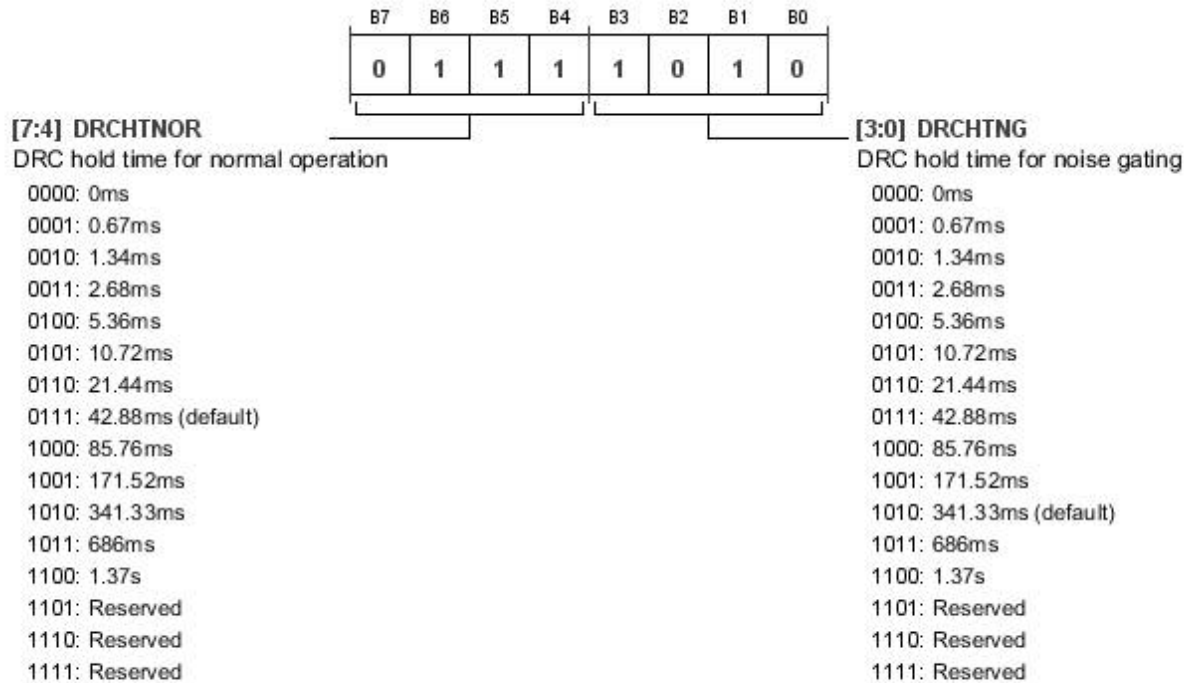 B7 B6 B5 B4 B3 B2 B1 B0
0 1 1 1 1 0 1 0
[7:4] DRCHTNOR
DRC hold time for normal operation
0000: 0ms
0001: 0.67ms
0010: 1.34ms
0011: 2.68ms
0100: 5.36ms
0101: 10.72ms
0110: 21.44ms
0111: 42.88ms (default)
1000: 85.76ms
1001: 171.52ms
1010: 341.33ms
1011: 686ms
1100: 1.37s
1101: Reserved
1110: Reserved
1111: Reserved
[3:0] DRCHTNG
DRC hold time for noise gating
0000: 0ms
0001: 0.67ms
0010: 1.34ms
0011: 2.68ms
0100: 5.36ms
0101: 10.72ms
0110: 21.44ms
0111: 42.88ms
1000: 85.76ms
1001: 171.52ms
1010: 341.33ms (default)
1011: 686ms
1100: 1.37s
1101: Reserved
1110: Reserved
1111: Reserved